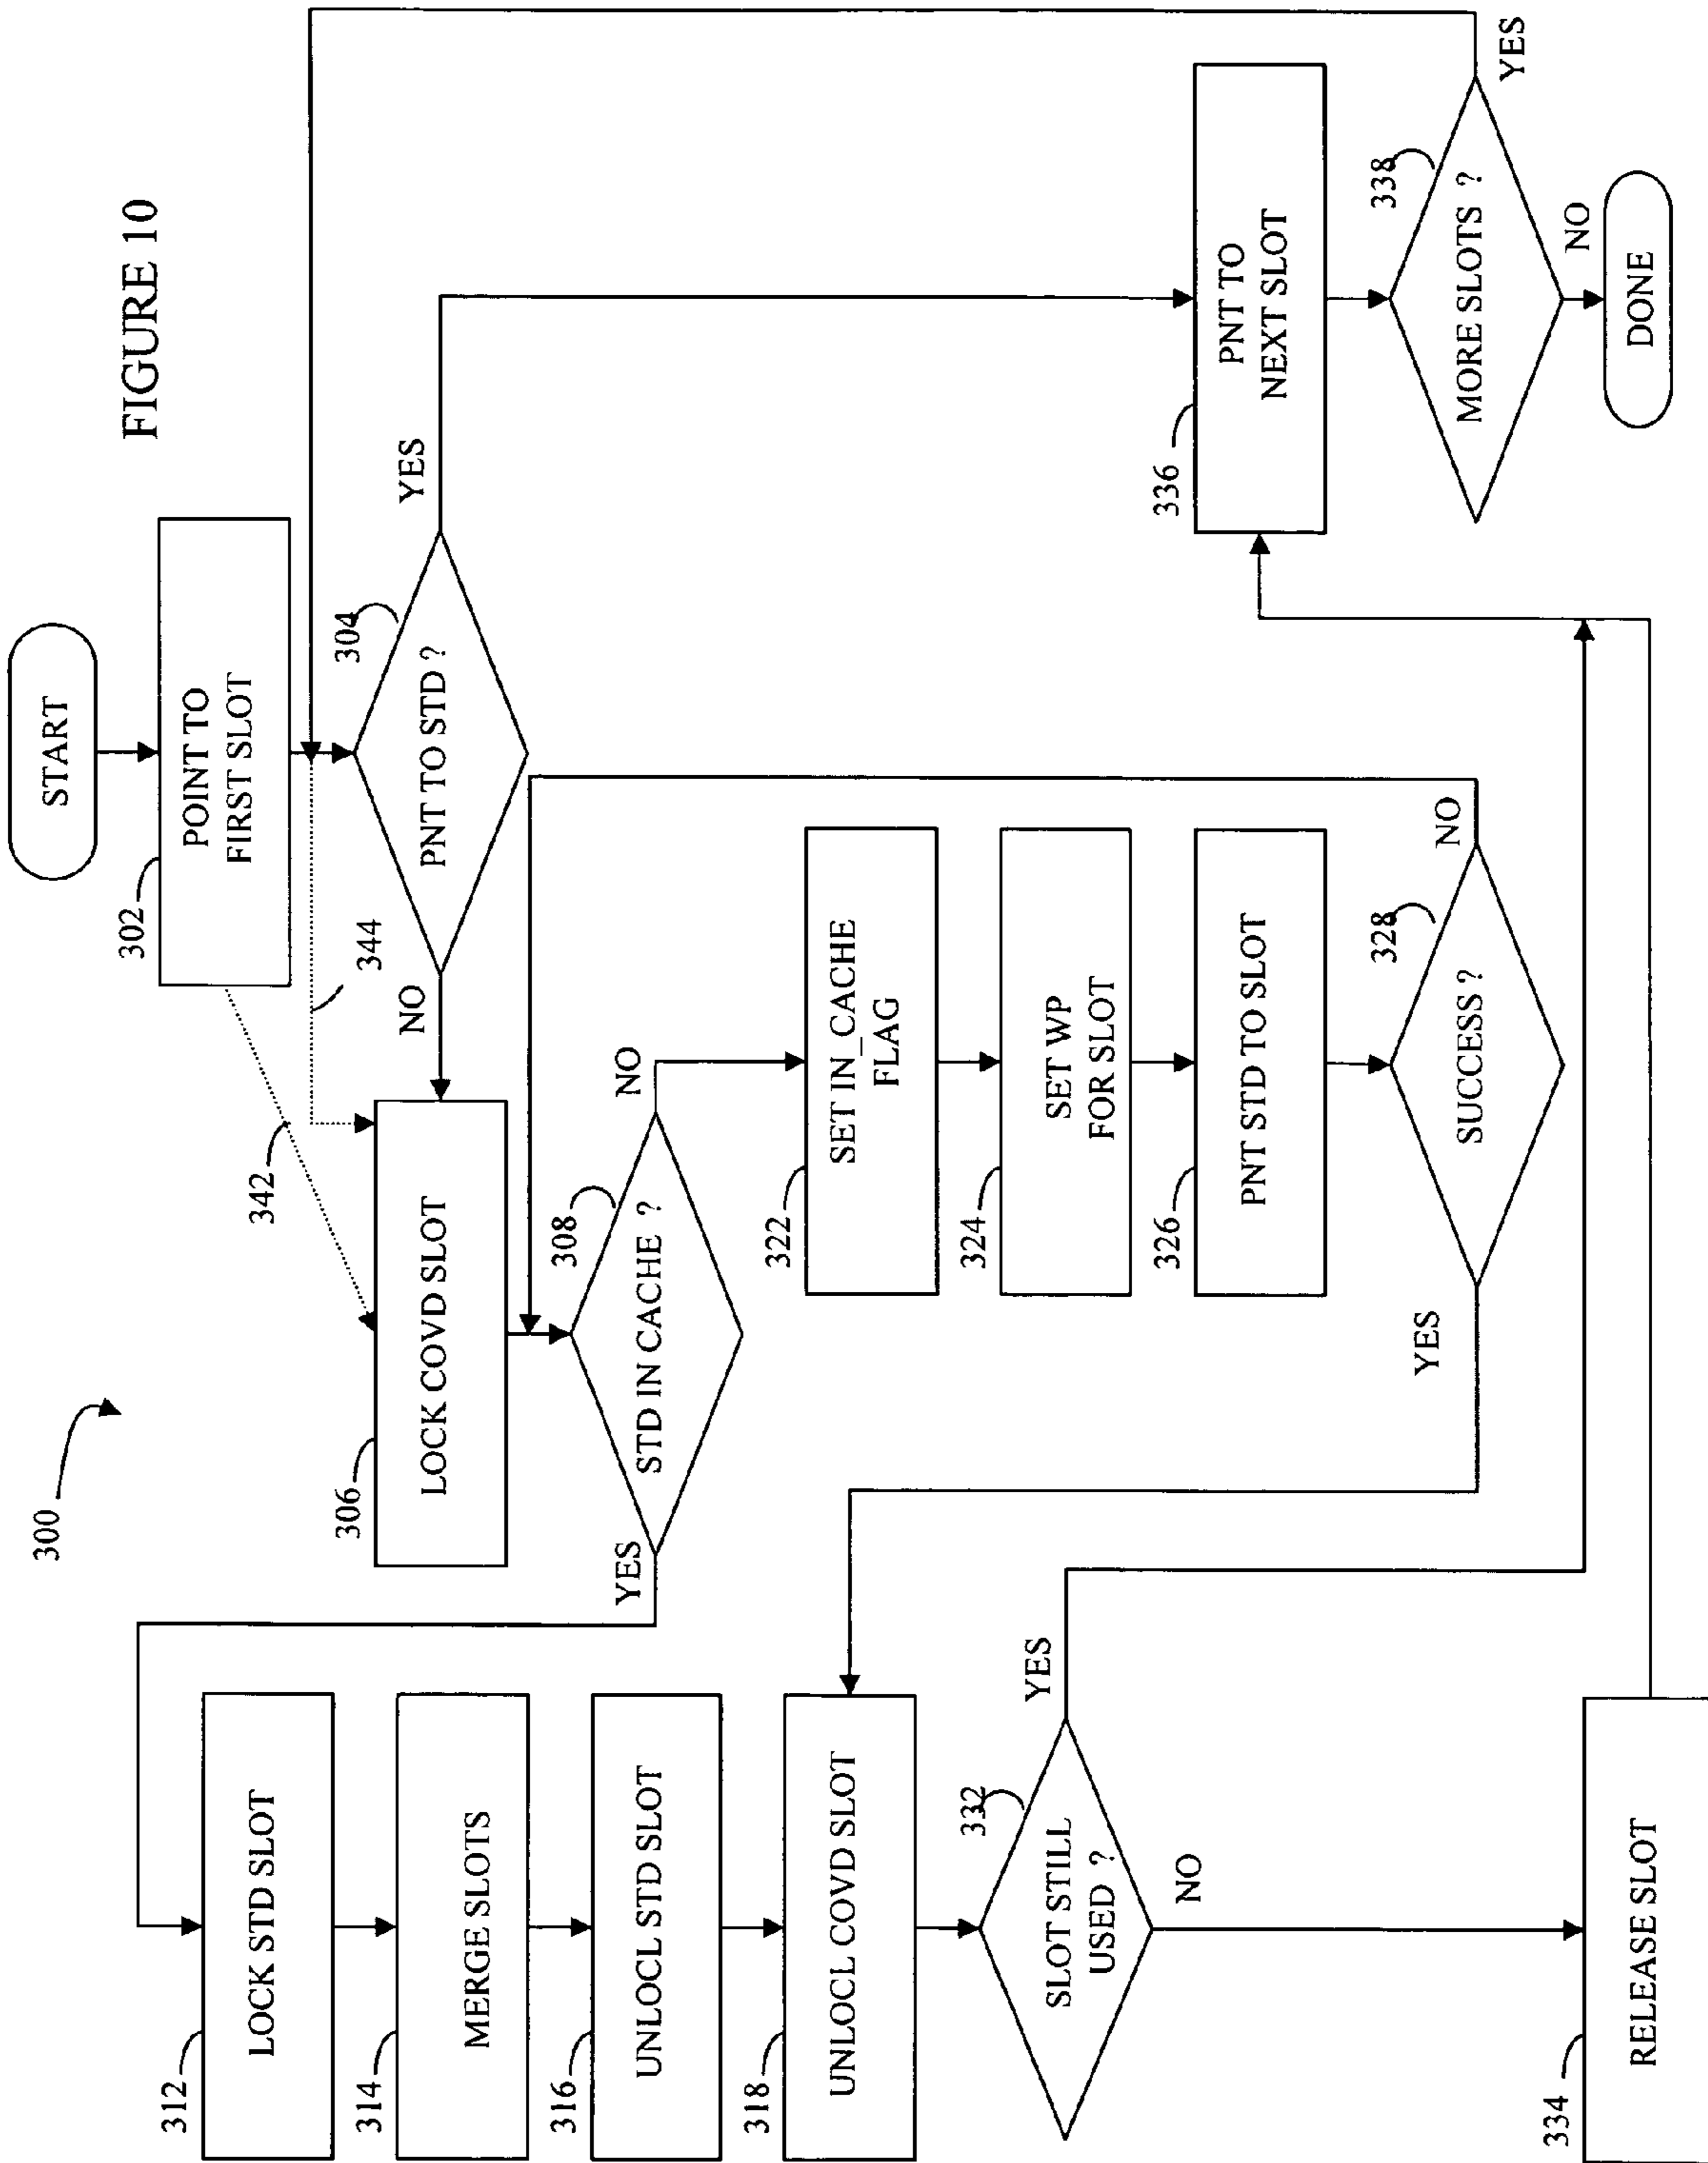 FIGURE 10
300
START
302
POINT TO
FIRST SLOT
342
344
304
PNT TO STD ?
YES
NO
306
LOCK COVD SLOT
308
STD IN CACHE ?
YES
NO
312
LOCK STD SLOT
314
MERGE SLOTS
316
UNLOCL STD SLOT
318
UNLOCL COVD SLOT
322
SET IN_CACHE
FLAG
324
SET WP
FOR SLOT
326
PNT STD TO SLOT
328
SUCCESS ?
YES
NO
332
SLOT STILL
USED ?
YES
NO
334
RELEASE SLOT
336
PNT TO
NEXT SLOT
338
MORE SLOTS ?
YES
NO
DONE